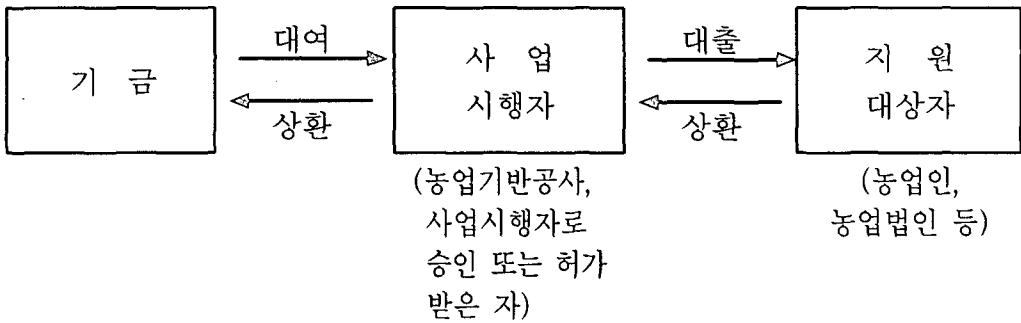 기 금
대여
상환
사 업
시행자
(농업기반공사,
사업시행자로
승인 또는 허가
받은 자)
대출
상환
지 원
대상자
(농업인,
농업법인 등)